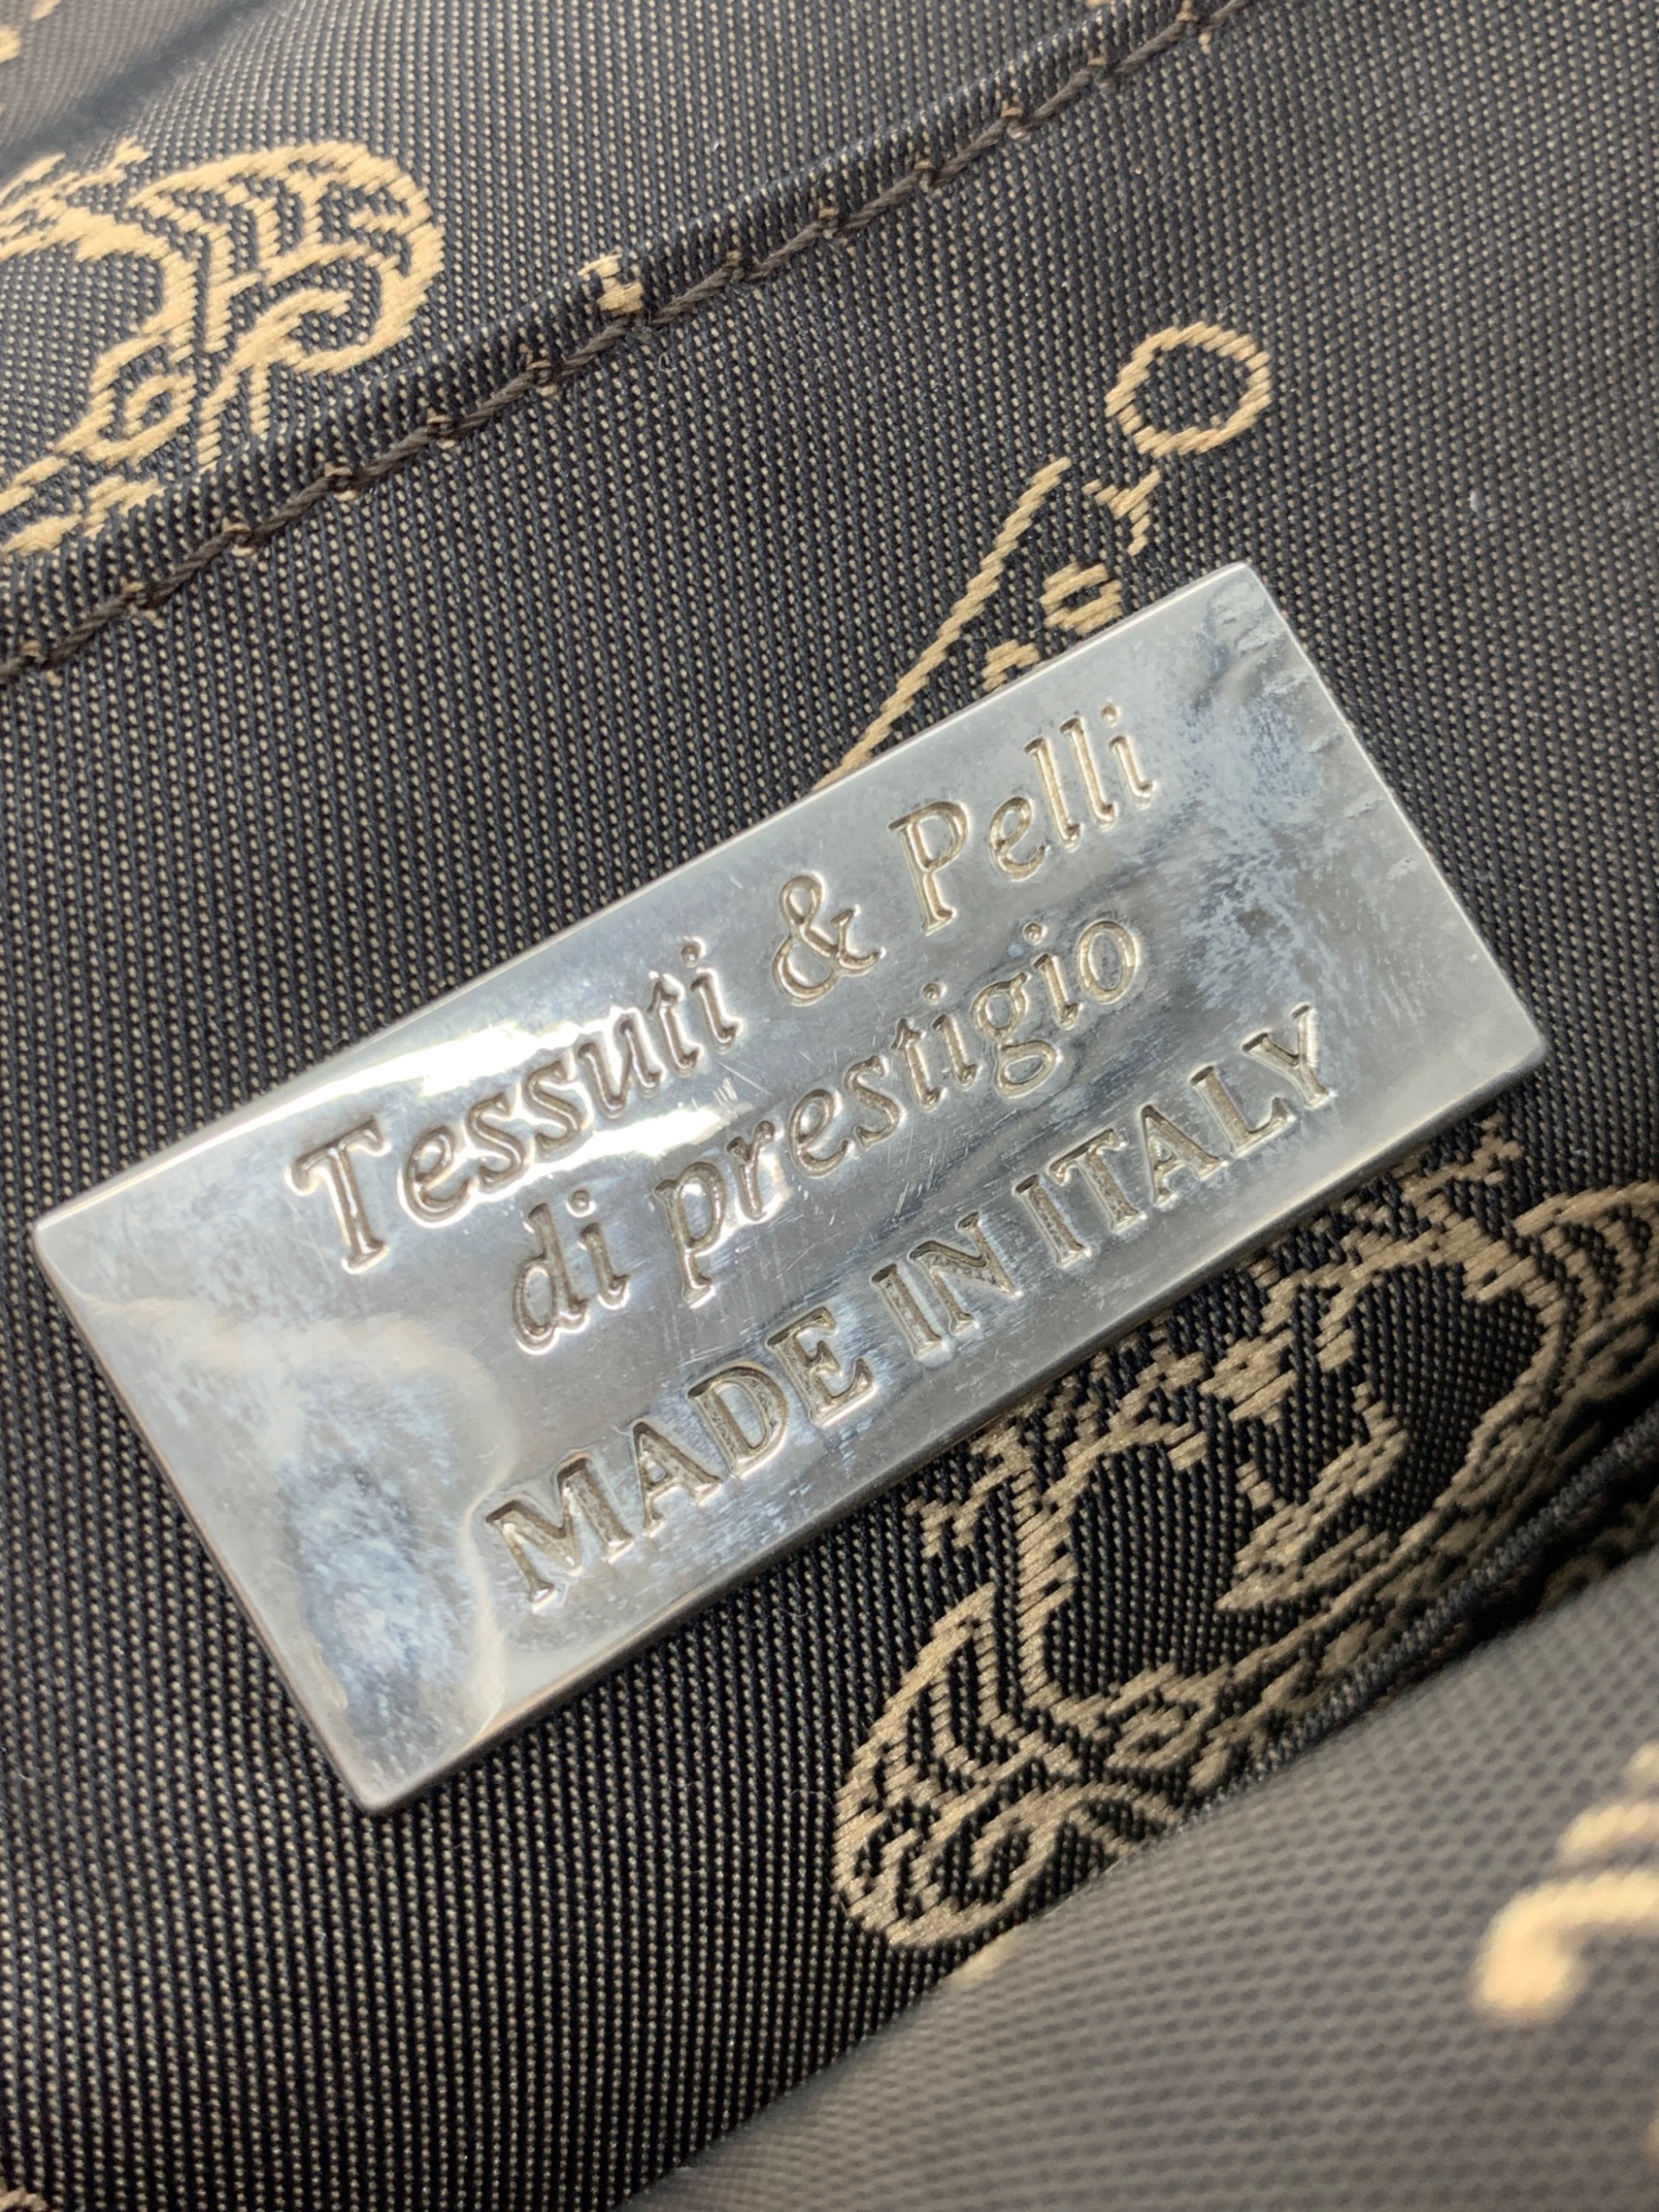 Tessuti & Pelli
di prestigio
MADE IN ITALY